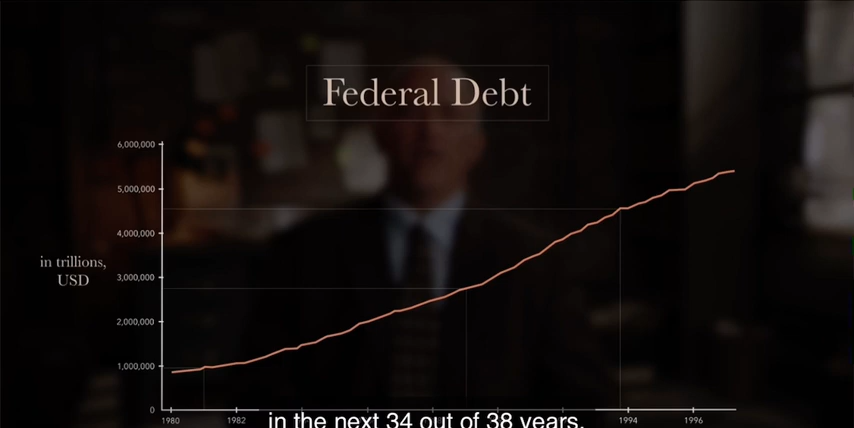 Federal Debt
6,000,000
5,000,000
4,000,000
in trillions,
USD
3,000,000
2,000,000
1,000,000
0
1980
1982
1994
1996
in the next 34 out of 38 years.